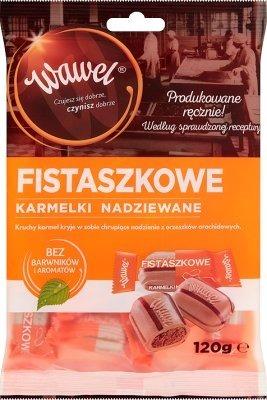 Wawel®
Czujesz się dobrze,
czynisz dobrze
Produkowane
ręcznie!
Według sprawdzonej receptury
FISTASZKOWE
KARMELKI NADZIEWANE
Kruchy karmel kryje w sobie chrupiące nadzienie z orzeszków arachidowych.
BEZ
BARWNIKÓW
I AROMATÓW
Wawel
FISTASZKOWE
KARMELKI
Wawel
Wawel
120g e